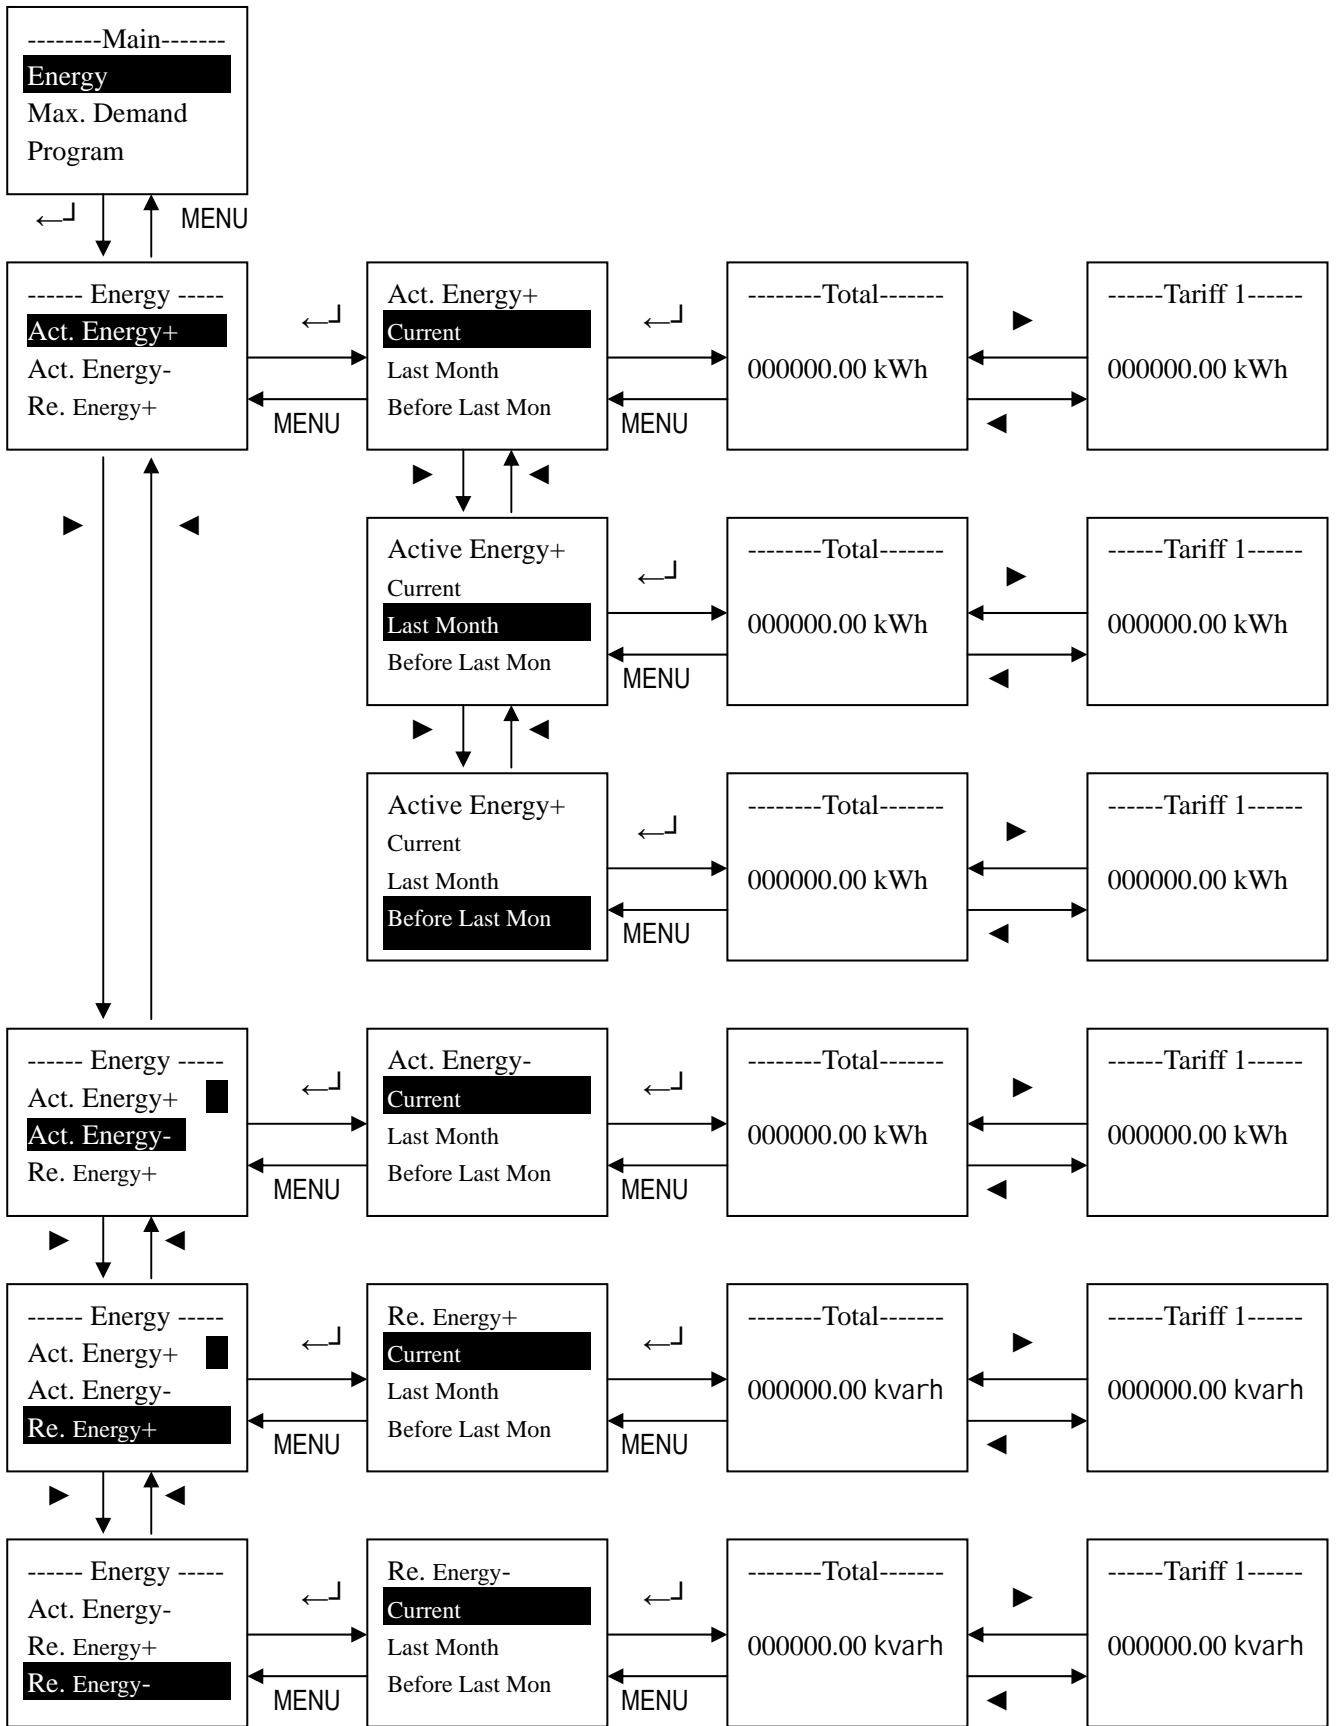 --------Main-------
Energy
Max. Demand
Program
←┘ MENU
------ Energy -----
Act. Energy+
Act. Energy-
Re. Energy+
←┘
MENU
Act. Energy+
Current
Last Month
Before Last Mon
←┘
MENU
--------Total-------
000000.00 kWh
►
◄
------Tariff 1------
000000.00 kWh
► ◄
► ◄
Active Energy+
Current
Last Month
Before Last Mon
←┘
MENU
--------Total-------
000000.00 kWh
►
◄
------Tariff 1------
000000.00 kWh
► ◄
Active Energy+
Current
Last Month
Before Last Mon
←┘
MENU
--------Total-------
000000.00 kWh
►
◄
------Tariff 1------
000000.00 kWh
------ Energy -----
Act. Energy+
Act. Energy-
Re. Energy+
←┘
MENU
Act. Energy-
Current
Last Month
Before Last Mon
←┘
MENU
--------Total-------
000000.00 kWh
►
◄
------Tariff 1------
000000.00 kWh
► ◄
------ Energy -----
Act. Energy+
Act. Energy-
Re. Energy+
←┘
MENU
Re. Energy+
Current
Last Month
Before Last Mon
←┘
MENU
--------Total-------
000000.00 kvarh
►
◄
------Tariff 1------
000000.00 kvarh
► ◄
------ Energy -----
Act. Energy-
Re. Energy+
Re. Energy-
←┘
MENU
Re. Energy-
Current
Last Month
Before Last Mon
←┘
MENU
--------Total-------
000000.00 kvarh
►
◄
------Tariff 1------
000000.00 kvarh